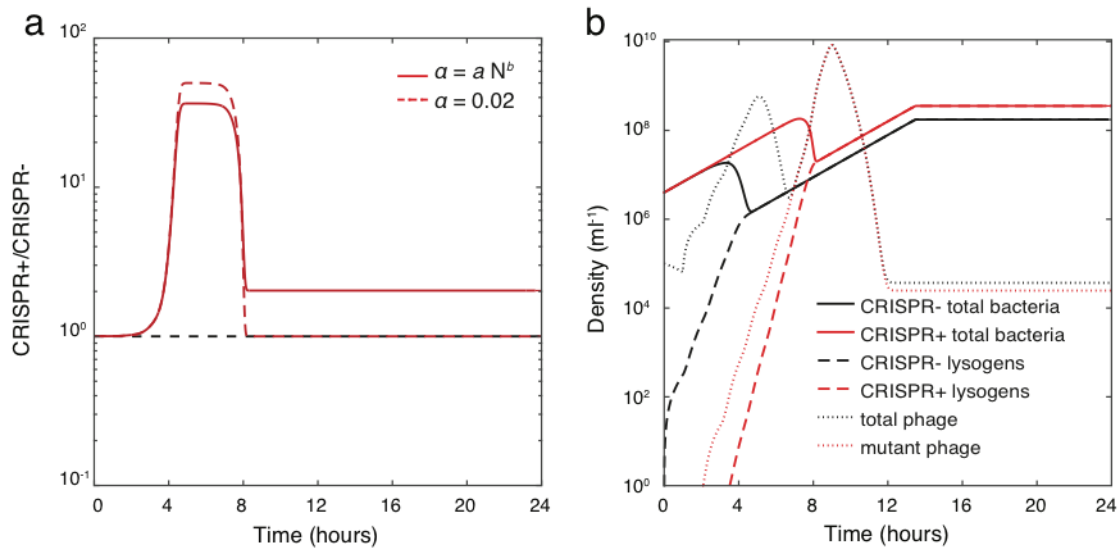 a
CRISPR+/CRISPR-
10²
10¹
10⁰
10⁻¹
α = a Nᵇ
α = 0.02
0 4 8 12 16 20 24
Time (hours)
b
Density (ml⁻¹)
10¹⁰
10⁸
10⁶
10⁴
10²
10⁰
CRISPR- total bacteria
CRISPR+ total bacteria
CRISPR- lysogens
CRISPR+ lysogens
total phage
mutant phage
0 4 8 12 16 20 24
Time (hours)